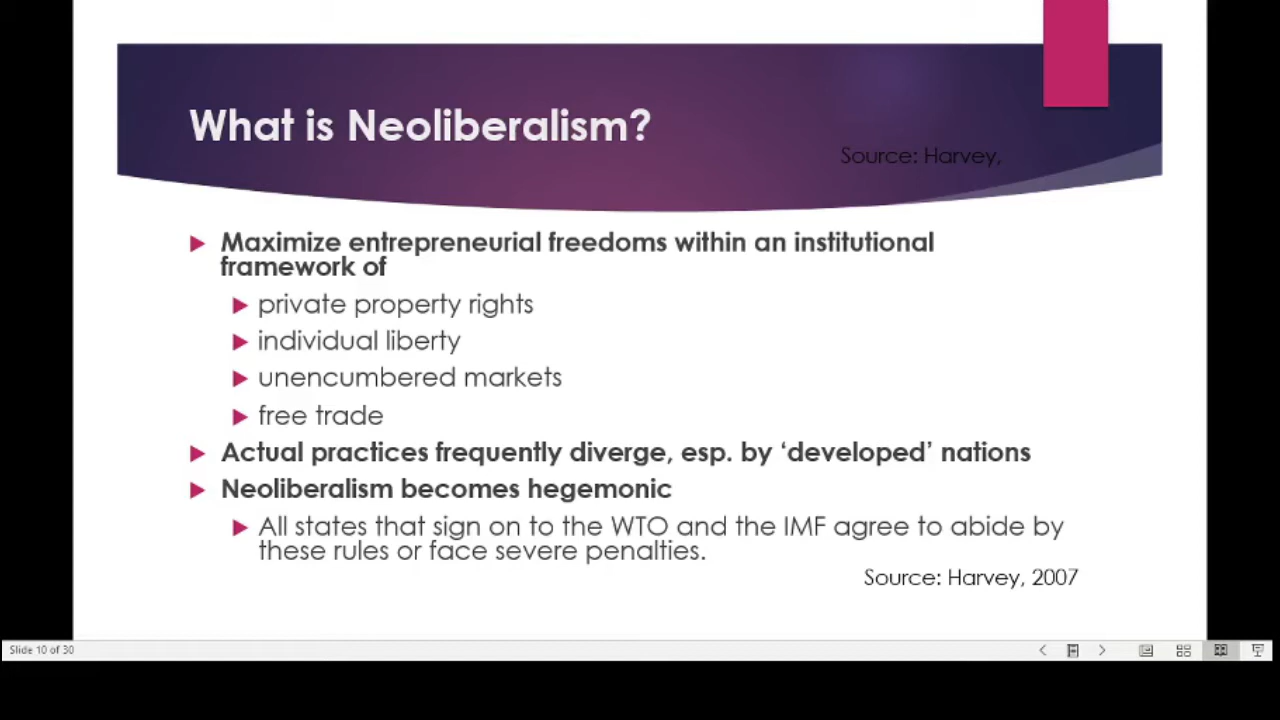 What is Neoliberalism?
Source: Harvey,
Maximize entrepreneurial freedoms within an institutional
framework of
private property rights
individual liberty
unencumbered markets
free trade
Actual practices frequently diverge, esp. by ‘developed’ nations
Neoliberalism becomes hegemonic
All states that sign on to the WTO and the IMF agree to abide by
these rules or face severe penalties.
Source: Harvey, 2007
Slide 10 of 30